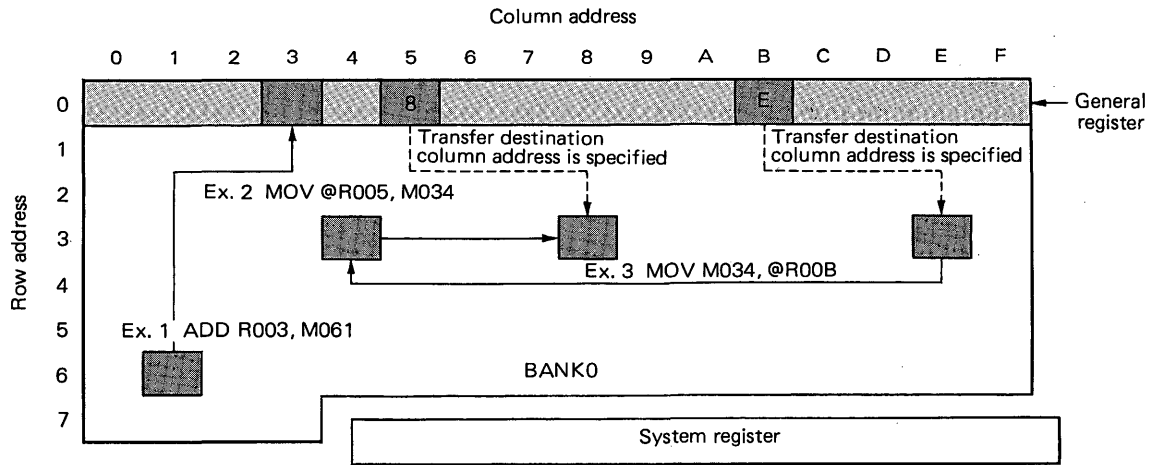 Column address
0 1 2 3 4 5 6 7 8 9 A B C D E F
0 8 E General
register
1 Transfer destination
column address is specified Transfer destination
column address is specified
2 Ex. 2 MOV @R005, M034
3
Ex. 3 MOV M034, @R00B
4
5 Ex. 1 ADD R003, M061
6 BANK0
7
System register
Row address